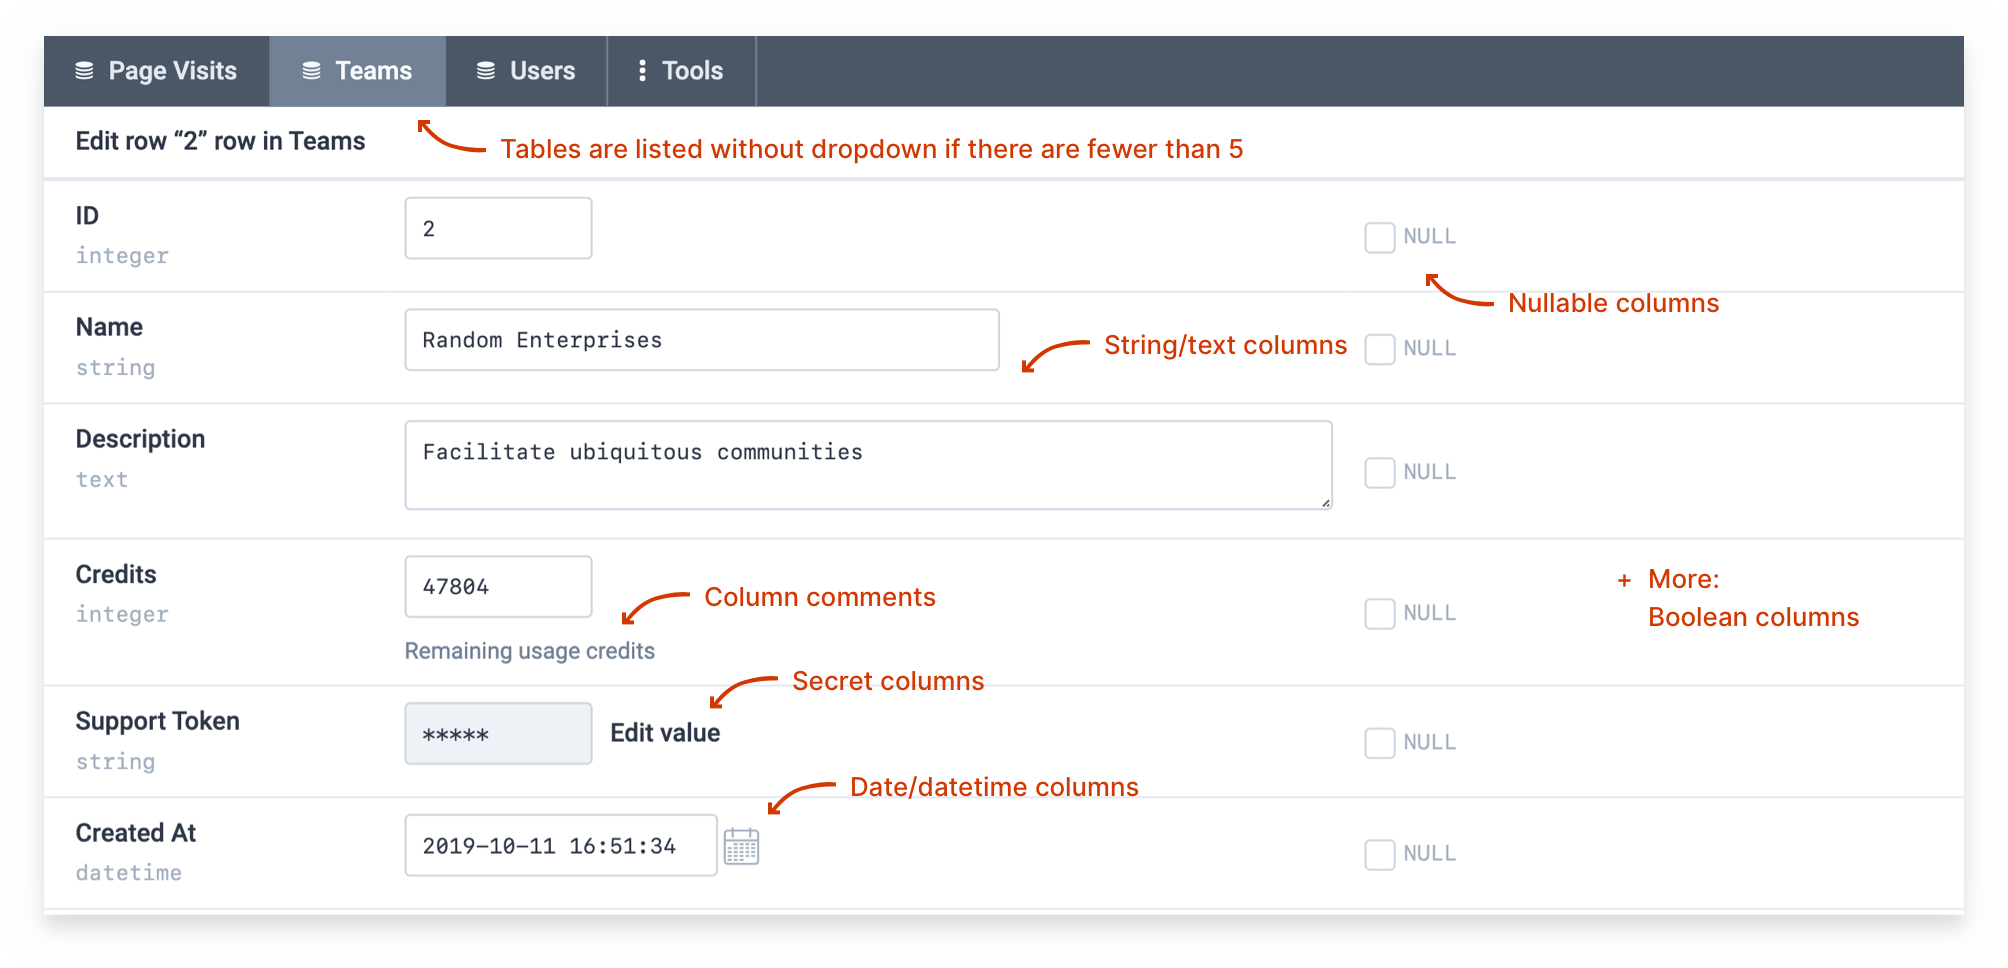 Page Visits
Teams
Users
Tools
Edit row “2” row in Teams
Tables are listed without dropdown if there are fewer than 5
ID
integer
2
NULL
Nullable columns
Name
string
Random Enterprises
String/text columns
NULL
Description
text
Facilitate ubiquitous communities
NULL
Credits
integer
47804
Column comments
Remaining usage credits
NULL
+ More:
Boolean columns
Secret columns
Support Token
string
*****
Edit value
NULL
Date/datetime columns
Created At
datetime
2019-10-11 16:51:34
NULL